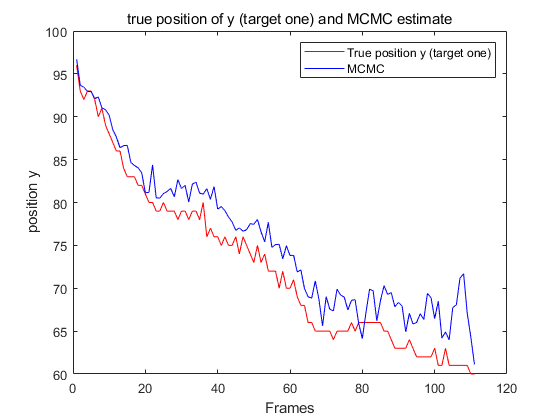 true position of y (target one) and MCMC estimate
True position y (target one)
MCMC
100
95
90
85
80
75
70
65
60
position y
0 20 40 60 80 100 120
Frames